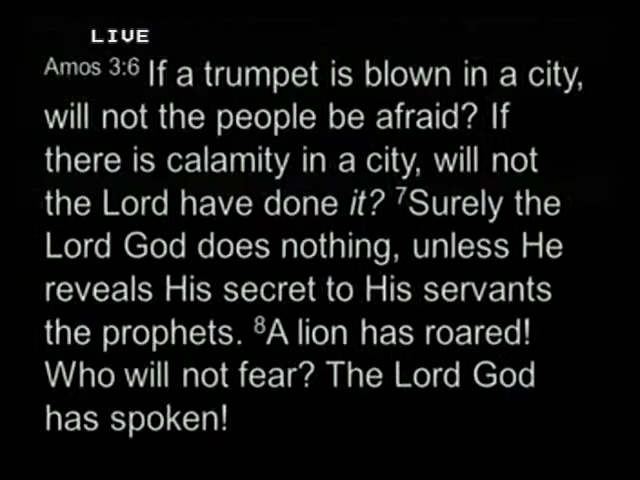 LIVE
Amos 3:6 If a trumpet is blown in a city,
will not the people be afraid? If
there is calamity in a city, will not
the Lord have done it? 7Surely the
Lord God does nothing, unless He
reveals His secret to His servants
the prophets. 8A lion has roared!
Who will not fear? The Lord God
has spoken!